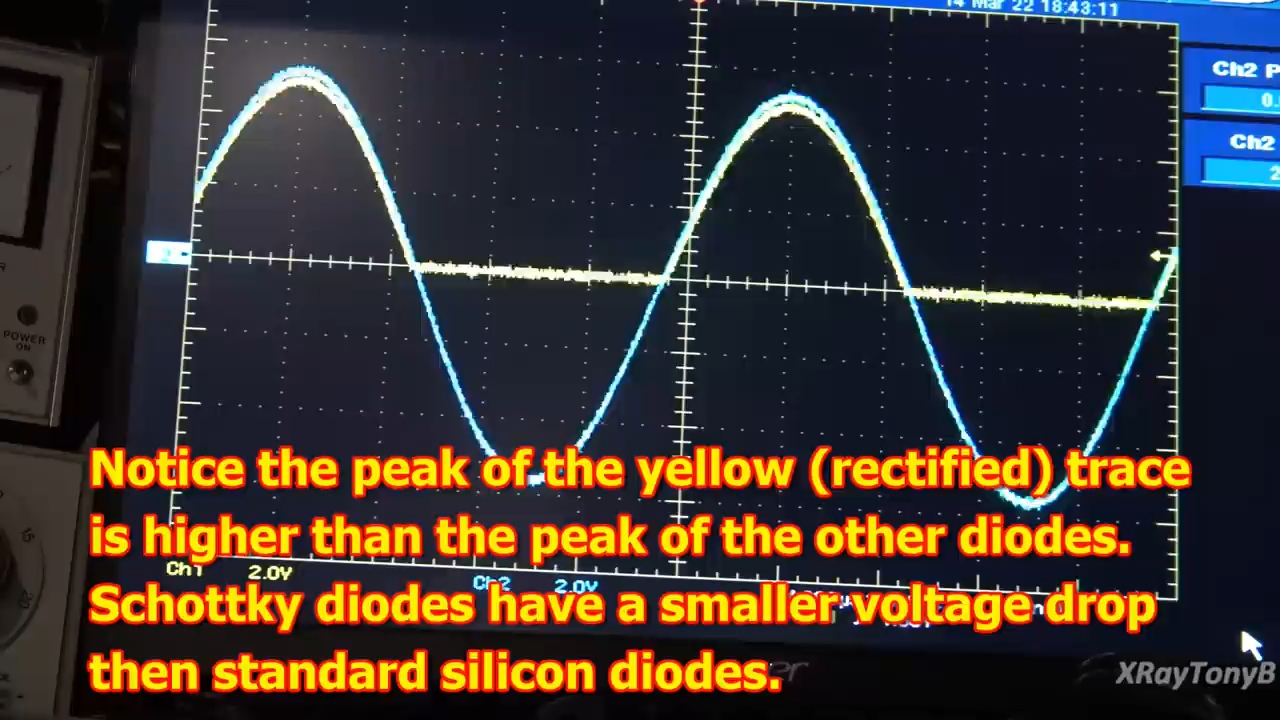 14 Mar 22 18:43:11
Ch2 P
0.
Ch2
2
POWER
ON
Notice the peak of the yellow (rectified) trace
is higher than the peak of the other diodes.
Ch1 2.0V Ch2 2.0V
Schottky diodes have a smaller voltage drop
then standard silicon diodes.
XRayTonyB